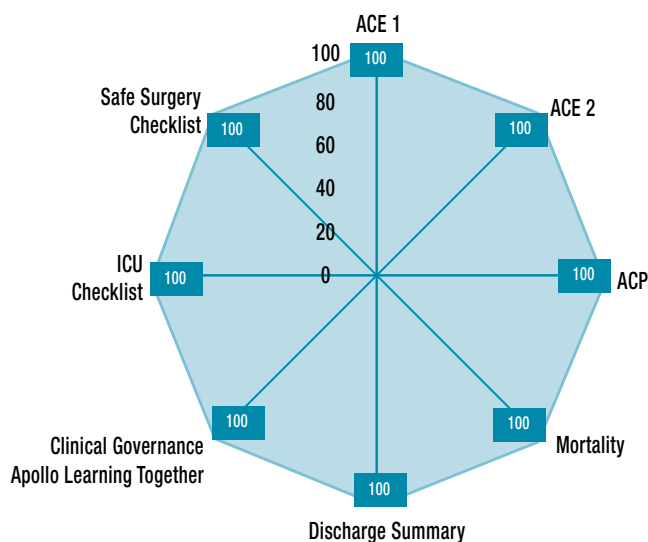 ACE 1
100
100
Safe Surgery
Checklist
100
80
ACE 2
100
60
40
20
0
ICU
Checklist
100
100
ACP
Clinical Governance
Apollo Learning Together
100
100
Mortality
100
Discharge Summary